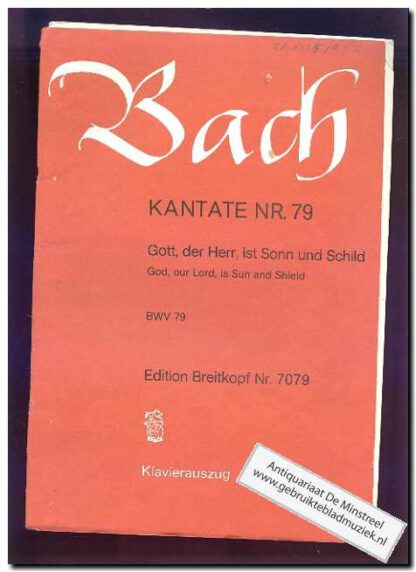 Bach
KANTATE NR. 79
Gott, der Herr, ist Sonn und Schild
God, our Lord, is Sun and Shield
BWV 79
Edition Breitkopf Nr. 7079
Klavierauszug
Antiquariaat De Minstreel
www.gebruiktebladmuziek.nl